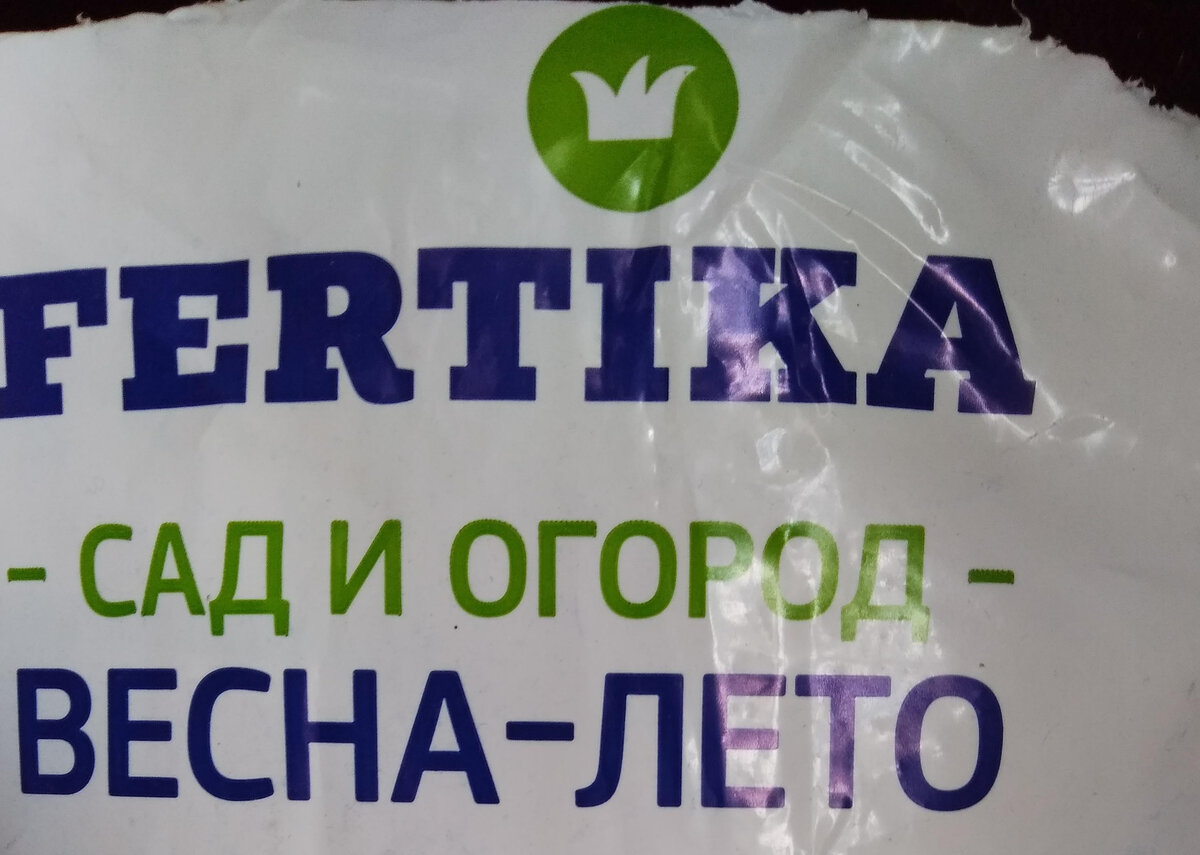 FERTIKA
- САД И ОГОРОД -
ВЕСНА-ЛЕТО